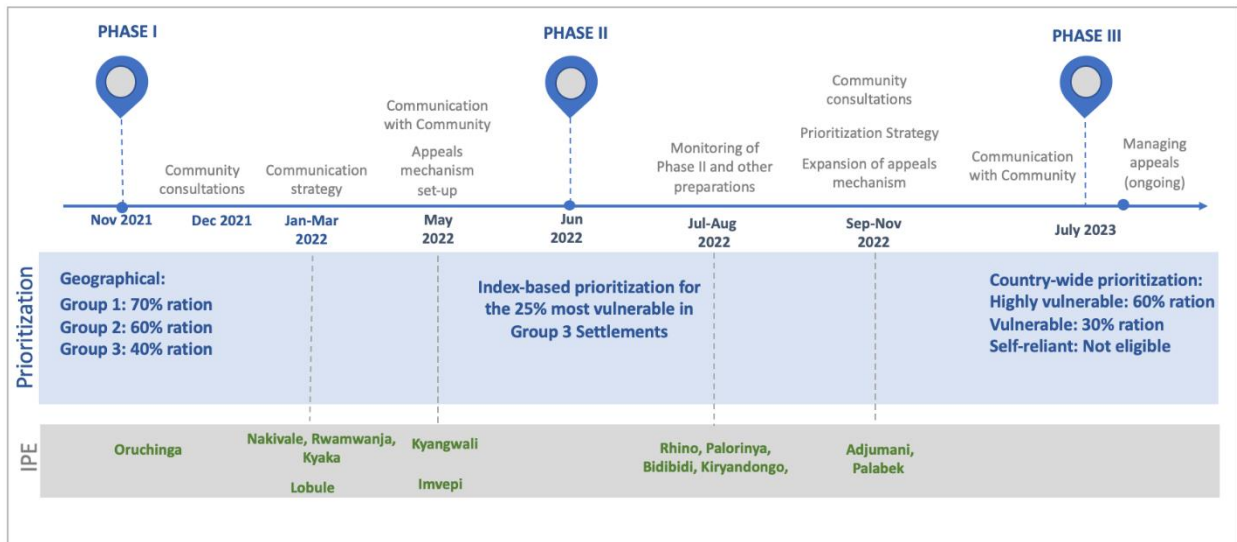 PHASE I
PHASE II
PHASE III
Community
consultations
Communication
strategy
Communication
with Community
Appeals
mechanism
set-up
Monitoring of
Phase II and other
preparations
Community
consultations
Prioritization Strategy
Expansion of appeals
mechanism
Communication
with Community
Managing
appeals
(ongoing)
Nov 2021
Dec 2021
Jan-Mar
2022
May
2022
Jun
2022
Jul-Aug
2022
Sep-Nov
2022
July 2023
Prioritization
Geographical:
Group 1: 70% ration
Group 2: 60% ration
Group 3: 40% ration
Index-based prioritization for
the 25% most vulnerable in
Group 3 Settlements
Country-wide prioritization:
Highly vulnerable: 60% ration
Vulnerable: 30% ration
Self-reliant: Not eligible
IPE
Oruchinga
Nakivale, Rwamwanja,
Kyaka
Lobule
Kyangwali
Imvepi
Rhino, Palorinya,
Bidibidi, Kiryandongo,
Adjumani,
Palabek